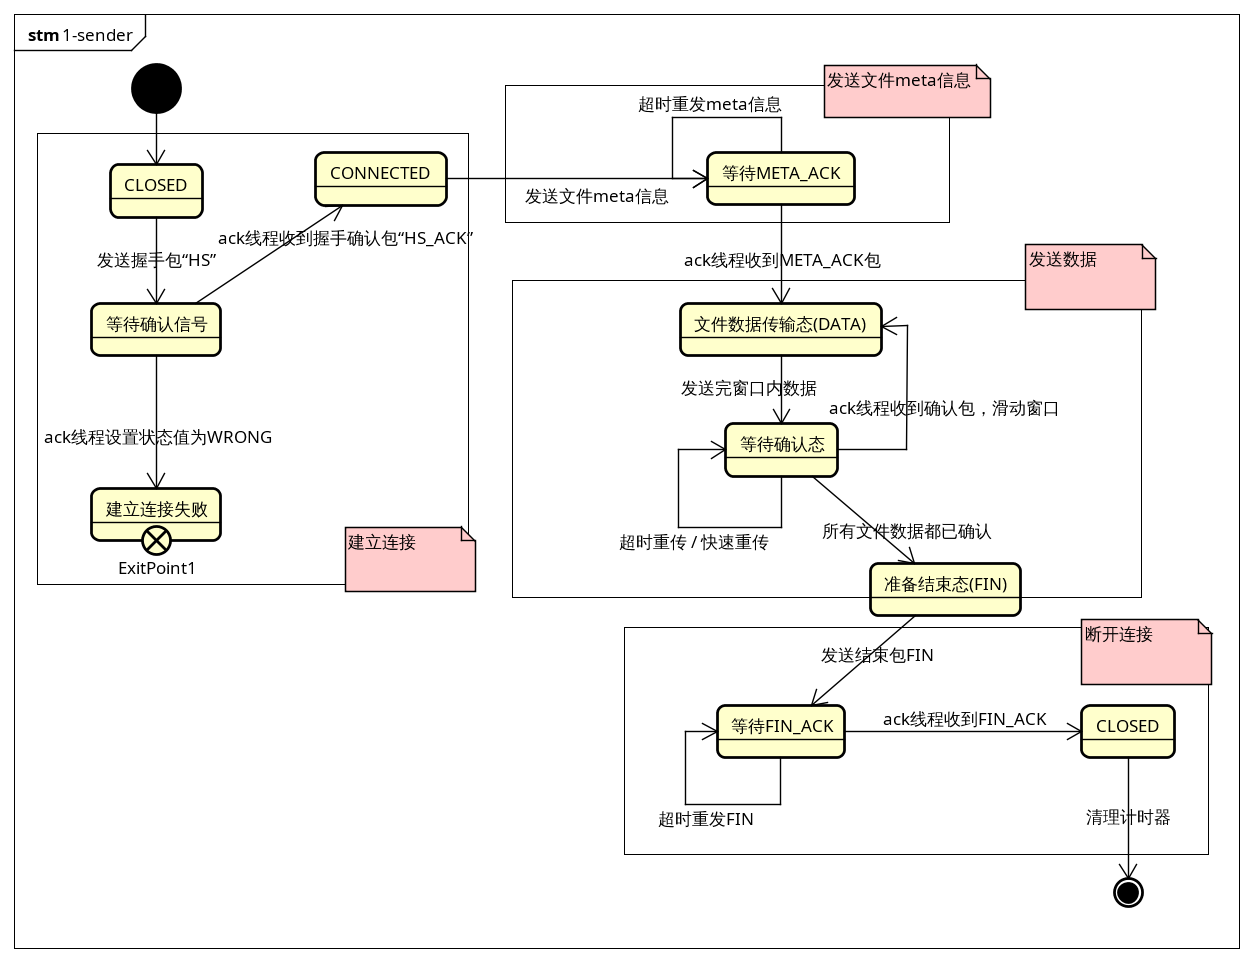 stm 1-sender
发送文件meta信息
超时重发meta信息
CLOSED
CONNECTED
等待META_ACK
发送文件meta信息
ack线程收到握手确认包“HS_ACK”
发送握手包“HS”
ack线程收到META_ACK包
发送数据
等待确认信号
文件数据传输态(DATA)
发送完窗口内数据
ack线程收到确认包，滑动窗口
ack线程设置状态值为WRONG
等待确认态
建立连接失败
ExitPoint1
建立连接
超时重传 / 快速重传
所有文件数据都已确认
准备结束态(FIN)
断开连接
发送结束包FIN
等待FIN_ACK
ack线程收到FIN_ACK
CLOSED
超时重发FIN
清理计时器